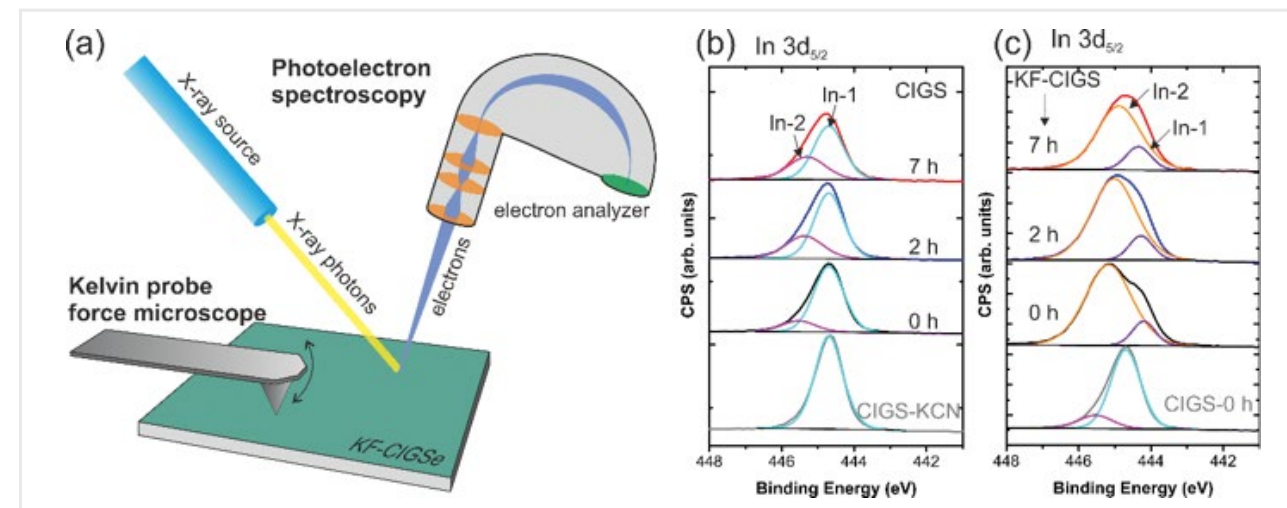 (a)
X-ray source
Photoelectron
spectroscopy
electron analyzer
X-ray photons
electrons
Kelvin probe
force microscope
KF-CIGSe
(b) In 3d5/2
CIGS
In-1
In-2
7 h
2 h
0 h
CIGS-KCN
CPS (arb. units)
448 446 444 442
Binding Energy (eV)
(c) In 3d5/2
KF-CIGS
In-2
In-1
7 h
2 h
0 h
CIGS-0 h
CPS (arb. units)
448 446 444 442
Binding Energy (eV)